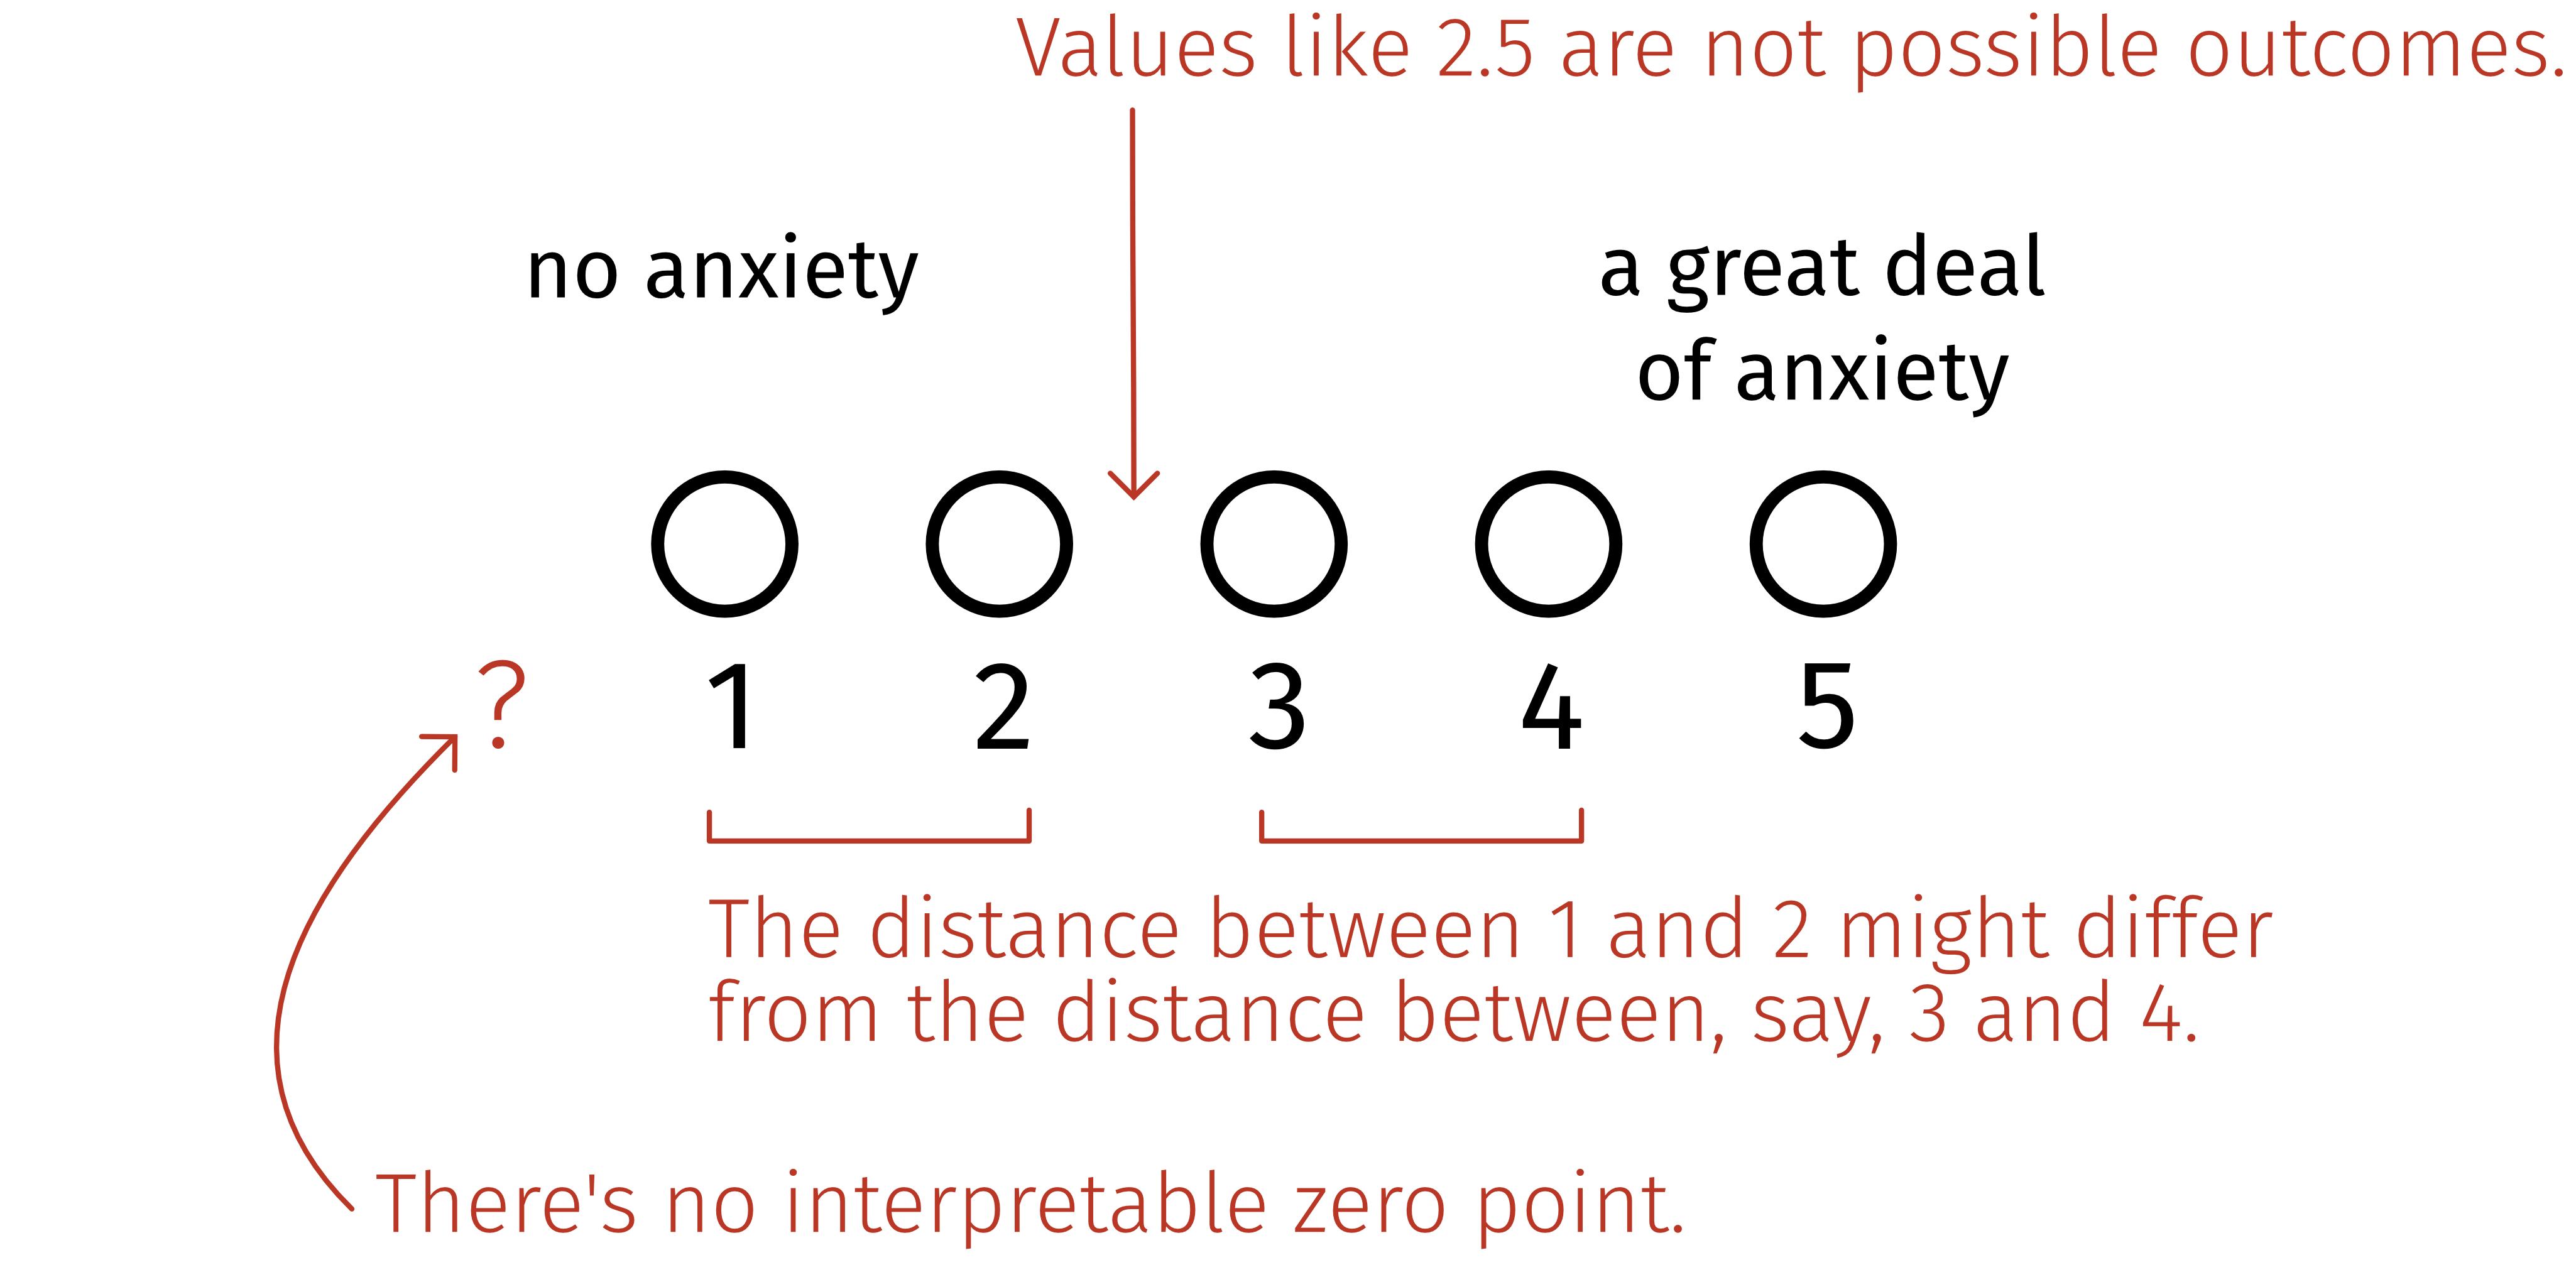 Values like 2.5 are not possible outcomes.
no anxiety
a great deal
of anxiety
? 1 2 3 4 5
The distance between 1 and 2 might differ
from the distance between, say, 3 and 4.
There's no interpretable zero point.